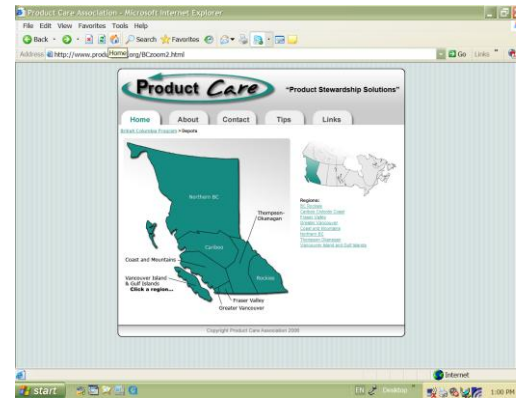 Product Care Association - Microsoft Internet Explorer
File Edit View Favorites Tools Help
Back Search Favorites
Address http://www.produ Home .org/BCzoom2.html Go Links
Product Care "Product Stewardship Solutions"
Home About Contact Tips Links
British Columbia Program > Depots
Northern BC
Thompson-
Okanagan
Cariboo
Coast and Mountains
Vancouver Island
& Gulf Islands
Click a region...
Rockies
Fraser Valley
Greater Vancouver
Regions:
BC Rockies
Cariboo Chilcotin Coast
Fraser Valley
Greater Vancouver
Coast and Mountains
Northern BC
Thompson Okanagan
Vancouver Island and Gulf Islands
Copyright Product Care Association 2008
Internet
start EN Desktop 1:00 PM